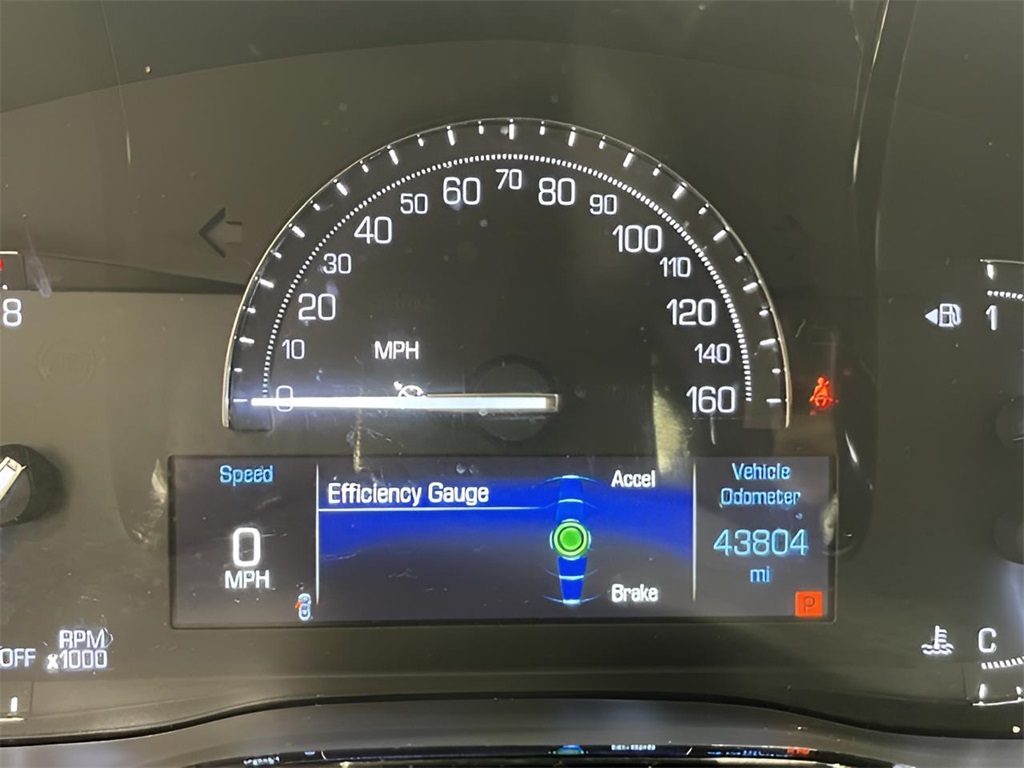 70
60
80
50
90
40
100
30
110
20
120
8
1
10
MPH
140
0
160
Speed
0
MPH
Efficiency Gauge
Accel
Brake
Vehicle
Odometer
43804
mi
P
OFF
RPM
x1000
C